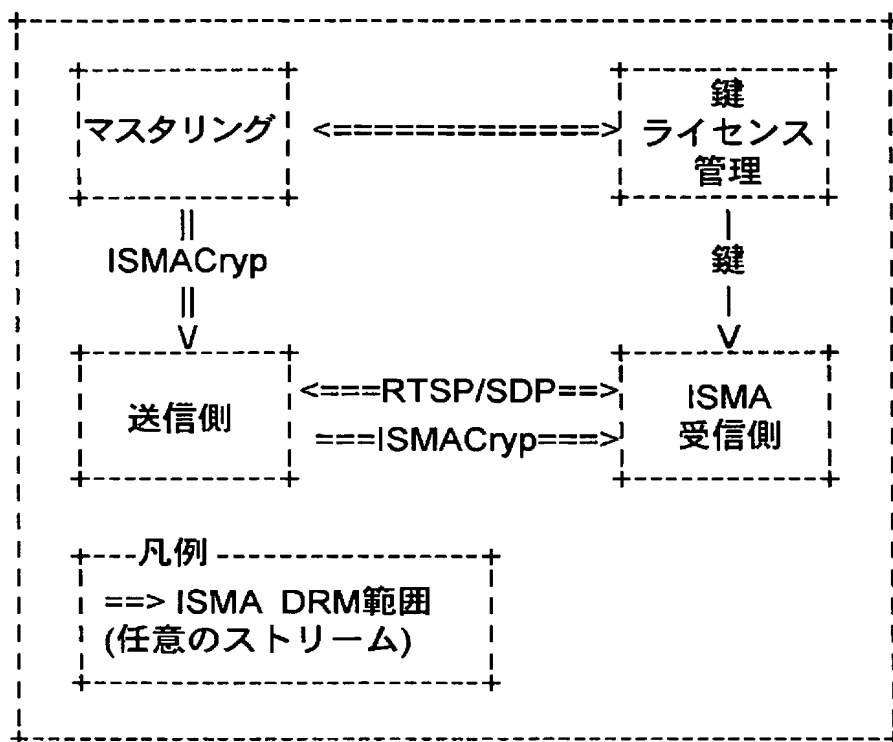 マスタリング
<=============>
鍵
ライセンス
管理
||
ISMACryp
||
V
|
鍵
|
V
送信側
<===RTSP/SDP==>
===ISMACryp===>
ISMA
受信側
凡例
==> ISMA DRM範囲
(任意のストリーム)